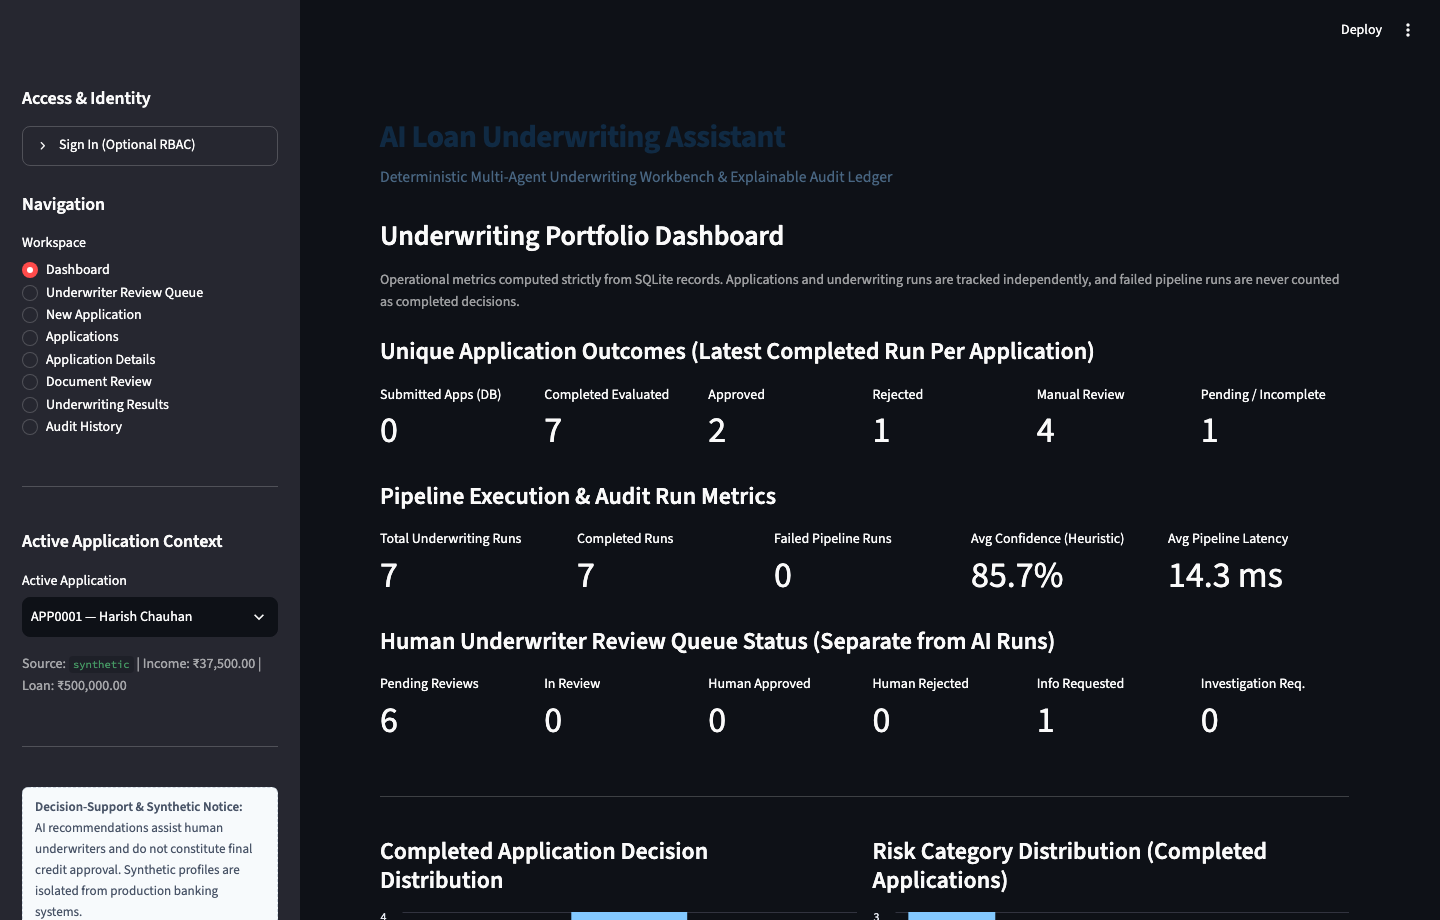 Deploy
Access & Identity
Sign In (Optional RBAC)
Navigation
Workspace
Dashboard
Underwriter Review Queue
New Application
Applications
Application Details
Document Review
Underwriting Results
Audit History
Active Application Context
Active Application
APP0001 — Harish Chauhan
Source: synthetic | Income: ₹37,500.00 |
Loan: ₹500,000.00
Decision-Support & Synthetic Notice:
AI recommendations assist human
underwriters and do not constitute final
credit approval. Synthetic profiles are
isolated from production banking
systems.
AI Loan Underwriting Assistant
Deterministic Multi-Agent Underwriting Workbench & Explainable Audit Ledger
Underwriting Portfolio Dashboard
Operational metrics computed strictly from SQLite records. Applications and underwriting runs are tracked independently, and failed pipeline runs are never counted
as completed decisions.
Unique Application Outcomes (Latest Completed Run Per Application)
Submitted Apps (DB) Completed Evaluated Approved Rejected Manual Review Pending / Incomplete
0 7 2 1 4 1
Pipeline Execution & Audit Run Metrics
Total Underwriting Runs Completed Runs Failed Pipeline Runs Avg Confidence (Heuristic) Avg Pipeline Latency
7 7 0 85.7% 14.3 ms
Human Underwriter Review Queue Status (Separate from AI Runs)
Pending Reviews In Review Human Approved Human Rejected Info Requested Investigation Req.
6 0 0 0 1 0
Completed Application Decision
Distribution
4
Risk Category Distribution (Completed
Applications)
3